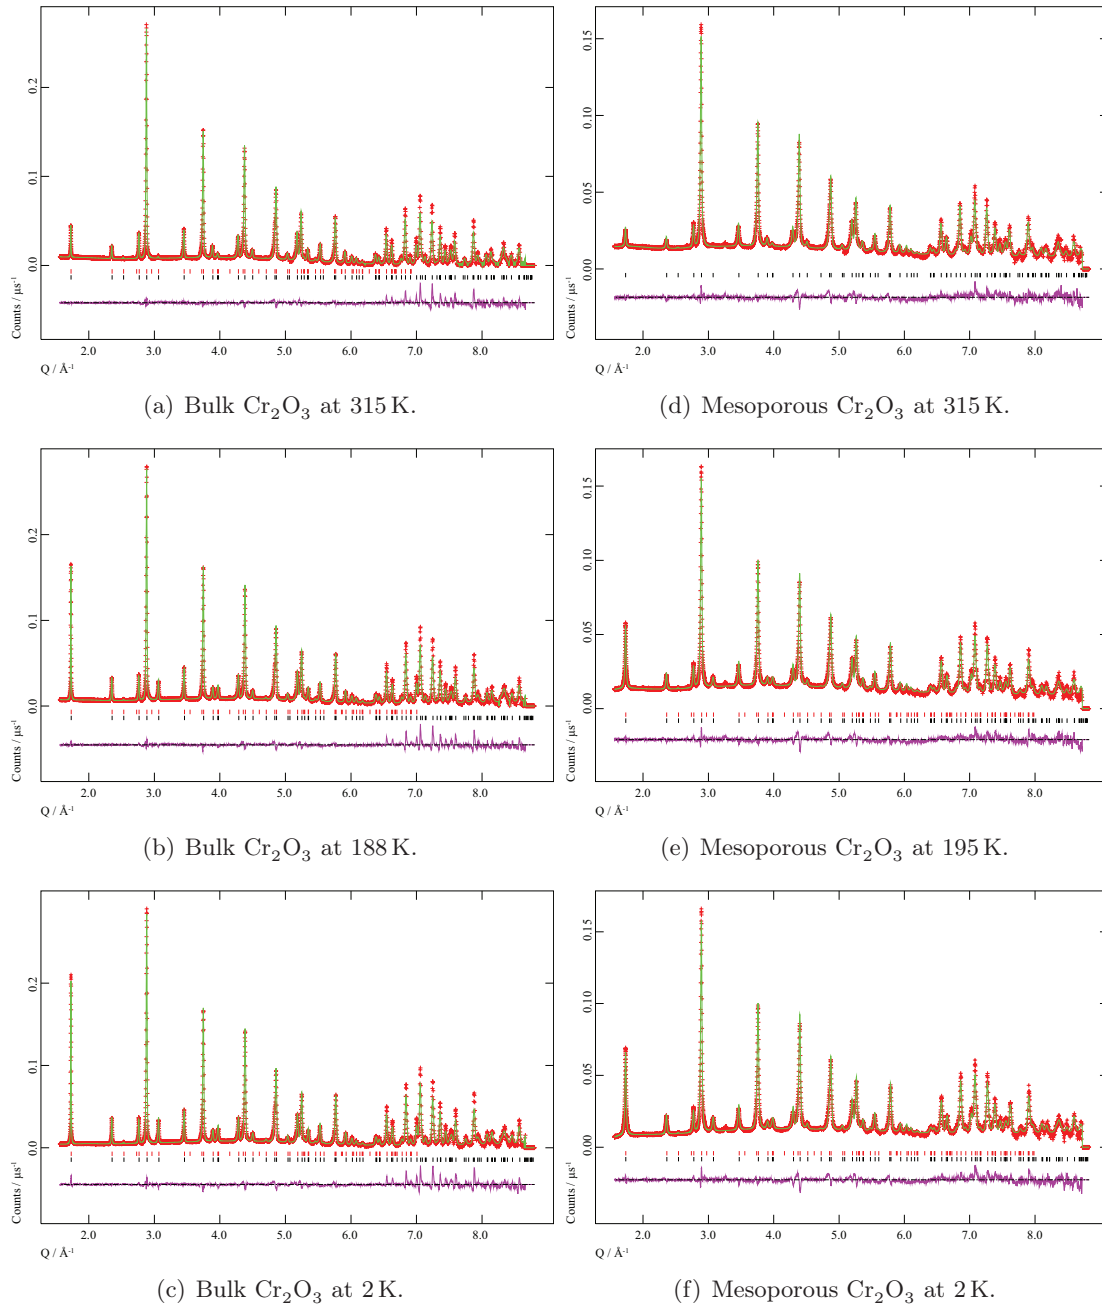 Counts / μs⁻¹
0.2
0.1
0.0
2.0 3.0 4.0 5.0 6.0 7.0 8.0
Q / Å⁻¹
(a) Bulk Cr₂O₃ at 315 K.
Counts / μs⁻¹
0.15
0.10
0.05
0.00
2.0 3.0 4.0 5.0 6.0 7.0 8.0
Q / Å⁻¹
(d) Mesoporous Cr₂O₃ at 315 K.
Counts / μs⁻¹
0.2
0.1
0.0
2.0 3.0 4.0 5.0 6.0 7.0 8.0
Q / Å⁻¹
(b) Bulk Cr₂O₃ at 188 K.
Counts / μs⁻¹
0.15
0.10
0.05
0.00
2.0 3.0 4.0 5.0 6.0 7.0 8.0
Q / Å⁻¹
(e) Mesoporous Cr₂O₃ at 195 K.
Counts / μs⁻¹
0.2
0.1
0.0
2.0 3.0 4.0 5.0 6.0 7.0 8.0
Q / Å⁻¹
(c) Bulk Cr₂O₃ at 2 K.
Counts / μs⁻¹
0.15
0.10
0.05
0.00
2.0 3.0 4.0 5.0 6.0 7.0 8.0
Q / Å⁻¹
(f) Mesoporous Cr₂O₃ at 2 K.